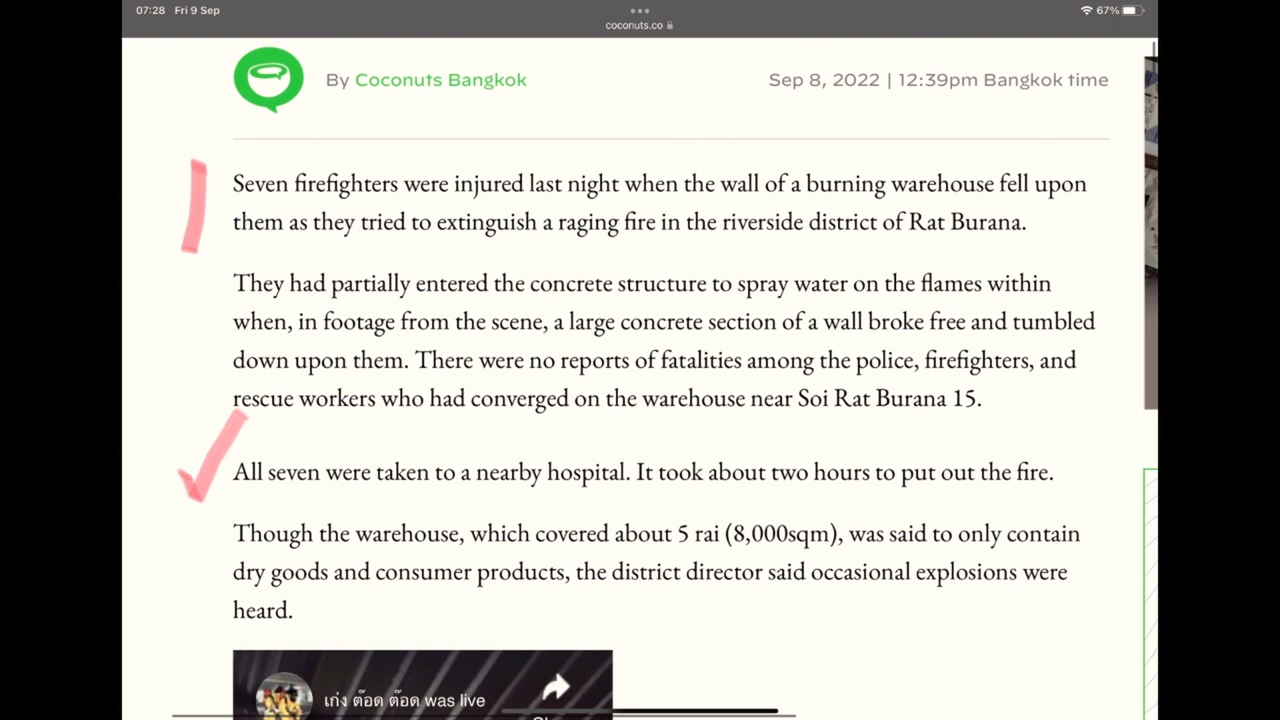 07:28 Fri 9 Sep
67%
coconuts.co
By Coconuts Bangkok
Sep 8, 2022 | 12:39pm Bangkok time
Seven firefighters were injured last night when the wall of a burning warehouse fell upon
them as they tried to extinguish a raging fire in the riverside district of Rat Burana.
They had partially entered the concrete structure to spray water on the flames within
when, in footage from the scene, a large concrete section of a wall broke free and tumbled
down upon them. There were no reports of fatalities among the police, firefighters, and
rescue workers who had converged on the warehouse near Soi Rat Burana 15.
All seven were taken to a nearby hospital. It took about two hours to put out the fire.
Though the warehouse, which covered about 5 rai (8,000sqm), was said to only contain
dry goods and consumer products, the district director said occasional explosions were
heard.
เก่ง ต๊อด ต๊อด was live